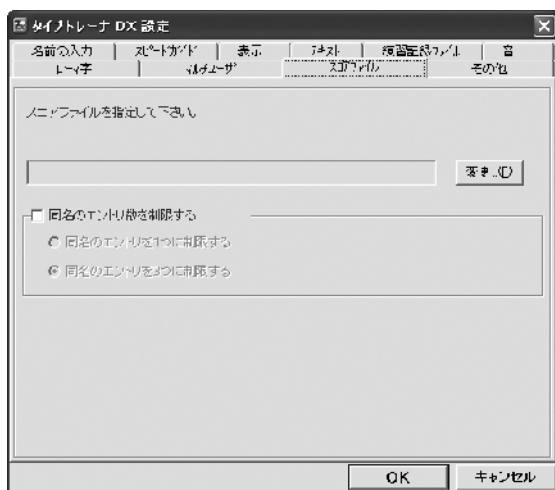 タイプトレーナ DX 設定
名前の入力 スピードガイド 表示 テキスト 練習記録ファイル 音
ローマ字 マルチユーザ スコアファイル その他
スコアファイルを指定して下さい。
変更...(E)
同名のエントリ数を制限する
同名のエントリを1つに制限する
同名のエントリを3つに制限する
OK キャンセル